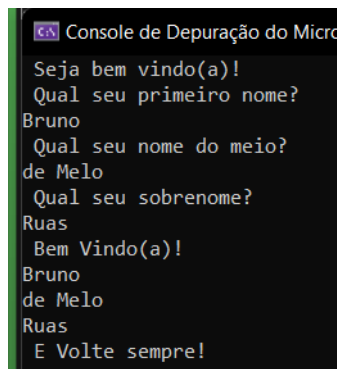 Console de Depuração do Micro
Seja bem vindo(a)!
Qual seu primeiro nome?
Bruno
Qual seu nome do meio?
de Melo
Qual seu sobrenome?
Ruas
Bem Vindo(a)!
Bruno
de Melo
Ruas
E Volte sempre!